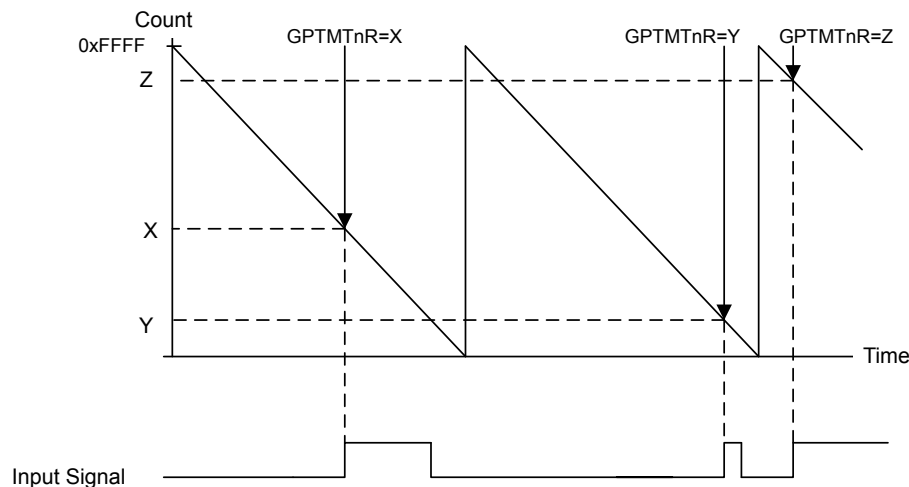 Count
0xFFFF
GPTMTnR=X
GPTMTnR=Y
GPTMTnR=Z
Z
X
Y
Time
Input Signal